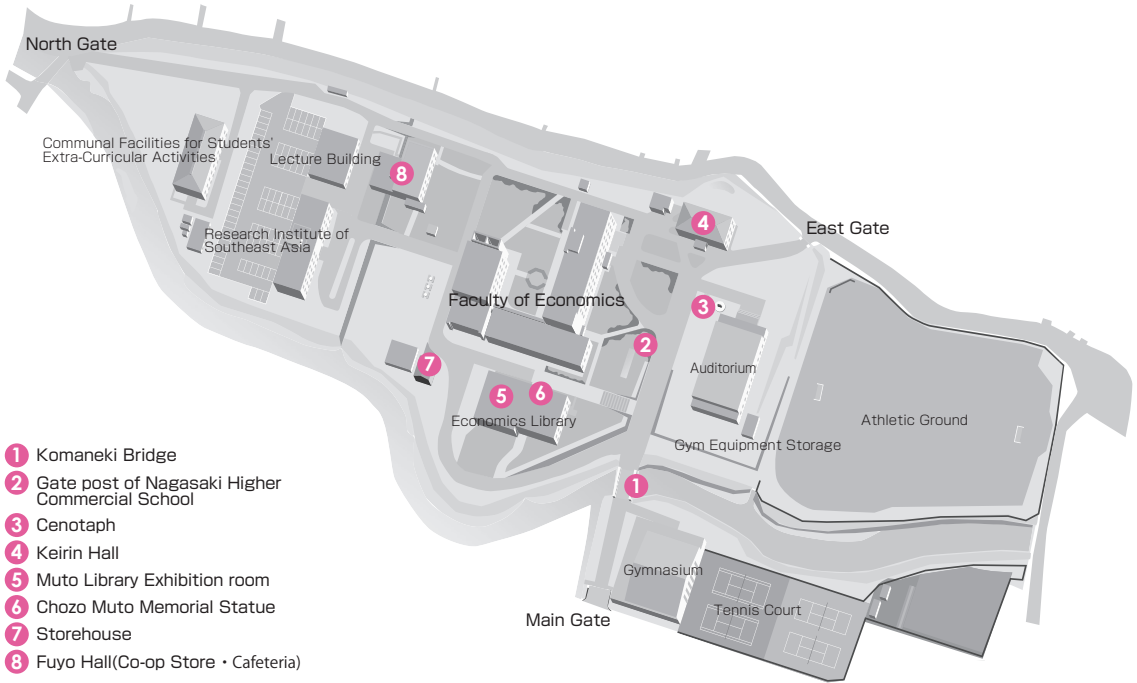 North Gate
Communal Facilities for Students'
Extra-Curricular Activities
Lecture Building
8
4
East Gate
Research Institute of
Southeast Asia
Faculty of Economics
3
2
7
Auditorium
5
6
Economics Library
Athletic Ground
Gym Equipment Storage
1
Gymnasium
Tennis Court
Main Gate
1 Komaneki Bridge
2 Gate post of Nagasaki Higher
Commercial School
3 Cenotaph
4 Keirin Hall
5 Muto Library Exhibition room
6 Chozo Muto Memorial Statue
7 Storehouse
8 Fuyo Hall(Co-op Store・Cafeteria)